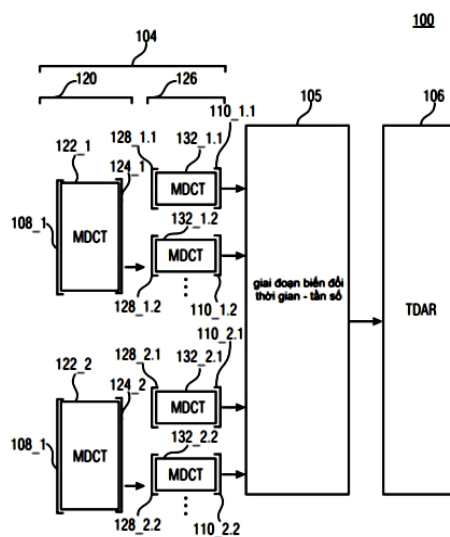 100
104
120 126
105 106
128_1.1 110_1.1
122_1 132_1.1
124_1
MDCT
108_1 MDCT
132_1.2
MDCT
128_1.2 110_1.2
giai đoạn biến đổi
thời gian - tần số
TDAR
110_2.1
128_2.1 132_2.1
122_2 124_2
MDCT
108_1 MDCT
132_2.2
MDCT
128_2.2 110_2.2